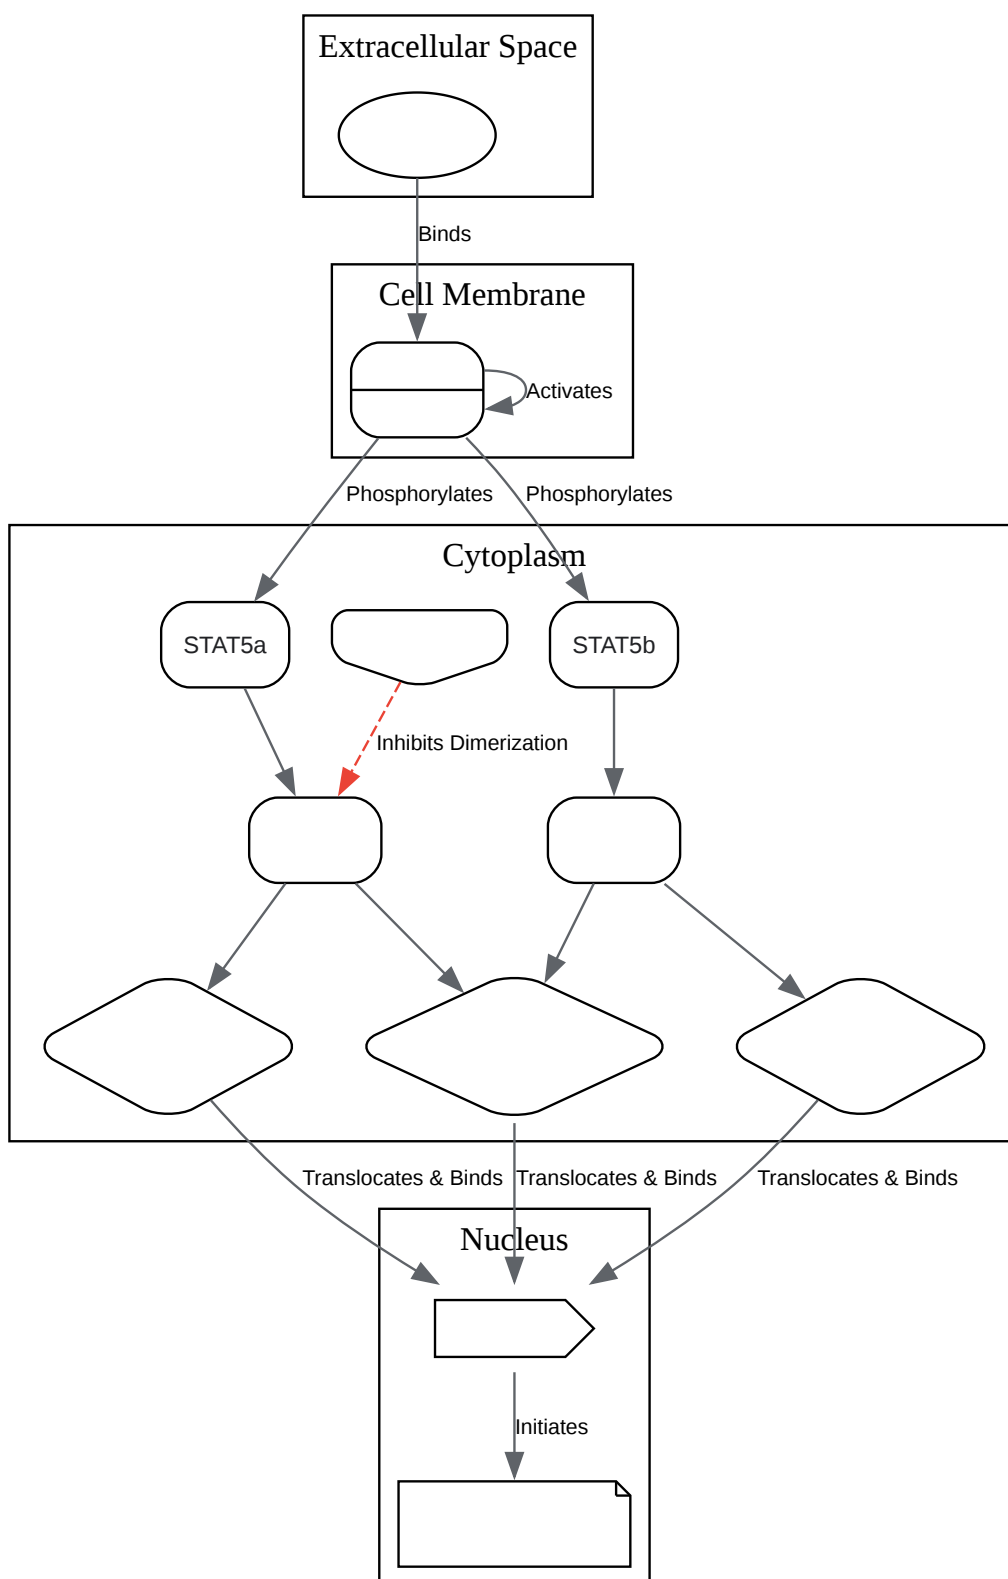 Extracellular Space
Binds
Cell Membrane
Activates
Phosphorylates
Phosphorylates
Cytoplasm
STAT5a
STAT5b
Inhibits Dimerization
Translocates & Binds
Translocates & Binds
Translocates & Binds
Nucleus
Initiates